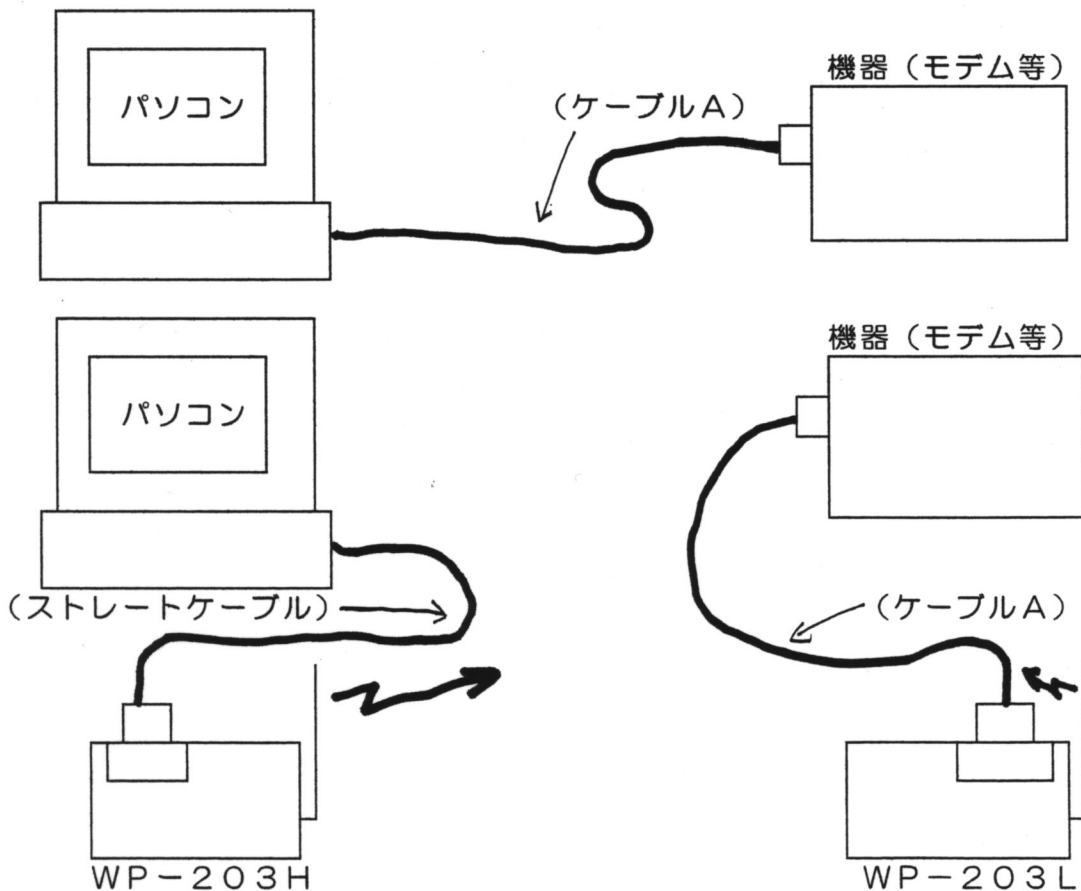 機器(モデム等)
パソコン
(ケーブルA)
機器(モデム等)
パソコン
(ストレートケーブル)
(ケーブルA)
WP-203H
WP-203L